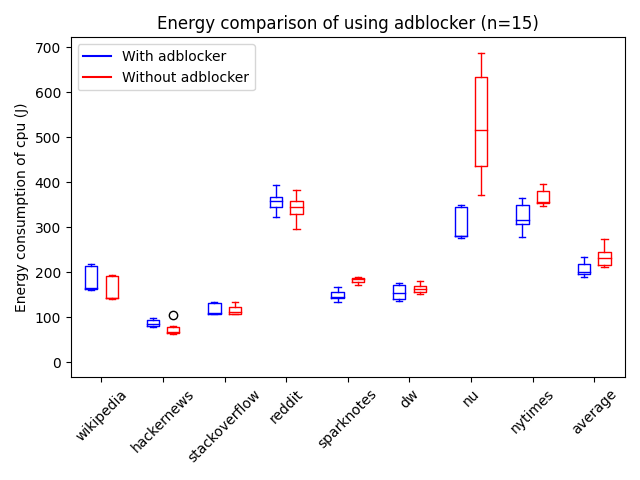 Energy comparison of using adblocker (n=15)
With adblocker
Without adblocker
Energy consumption of cpu (J)
700
600
500
400
300
200
100
0
wikipedia
hackernews
stackoverflow
reddit
sparknotes
dw
nu
nytimes
average